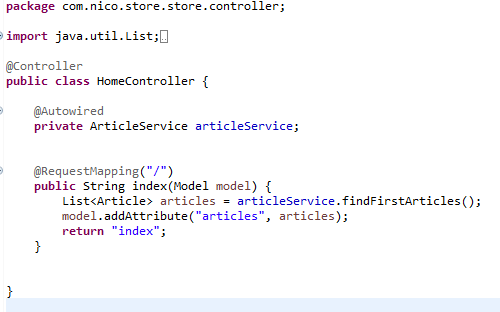 package com.nico.store.store.controller;
import java.util.List;
@Controller
public class HomeController {
@Autowired
private ArticleService articleService;
@RequestMapping("/")
public String index(Model model) {
List<Article> articles = articleService.findFirstArticles();
model.addAttribute("articles", articles);
return "index";
}
}